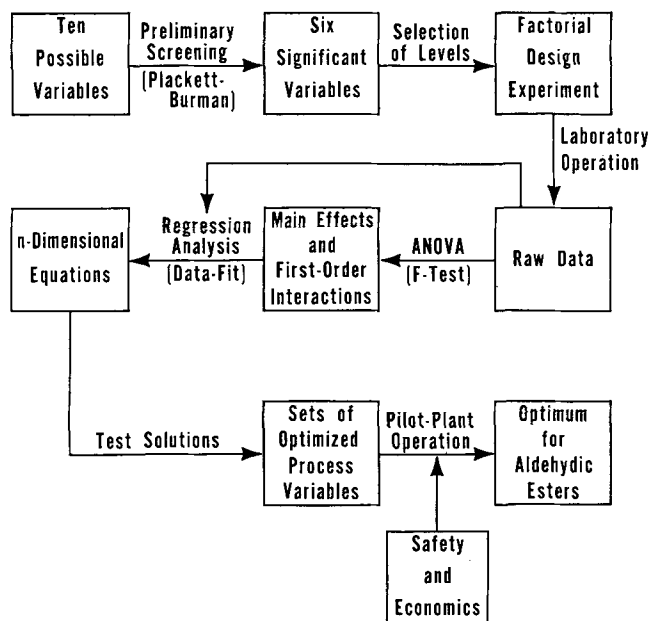 Ten
Possible
Variables
Preliminary
Screening
(Plackett-
Burman)
Six
Significant
Variables
Selection
of Levels
Factorial
Design
Experiment
Laboratory
Operation
n-Dimensional
Equations
Regression
Analysis
(Data-Fit)
Main Effects
and
First-Order
Interactions
ANOVA
(F-Test)
Raw Data
Test Solutions
Sets of
Optimized
Process
Variables
Pilot-Plant
Operation
Optimum
for
Aldehydic
Esters
Safety
and
Economics